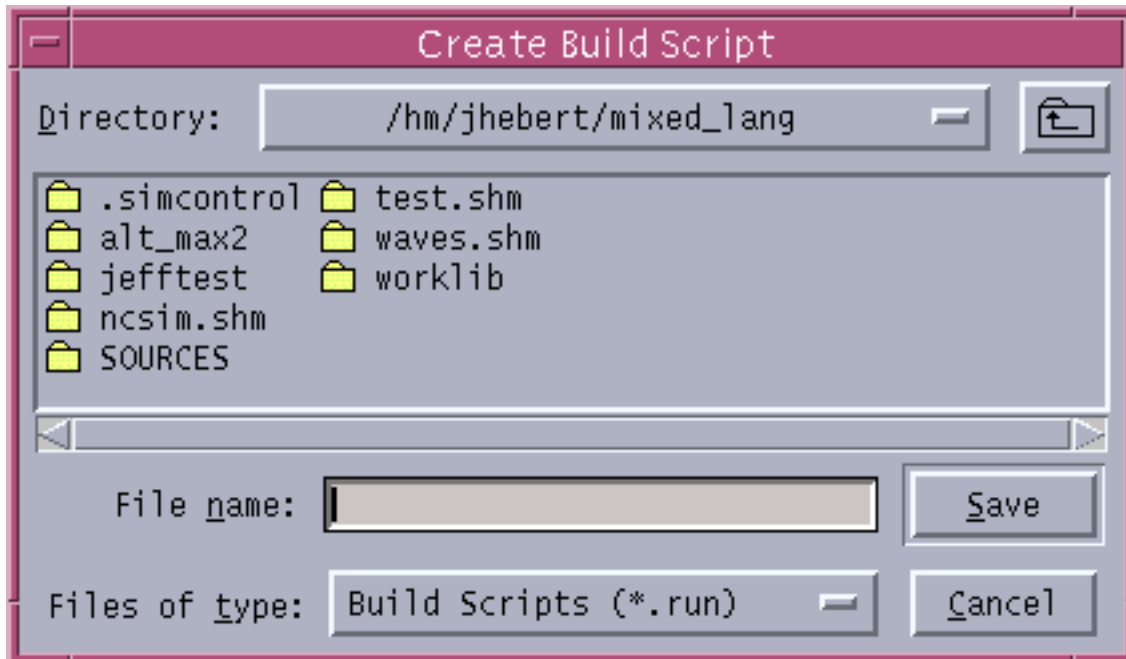 Create Build Script
Directory: /hm/jhebert/mixed_lang
.simcontrol test.shm
alt_max2 waves.shm
jefftest worklib
ncsim.shm
SOURCES
File name: Save
Files of type: Build Scripts (*.run) Cancel